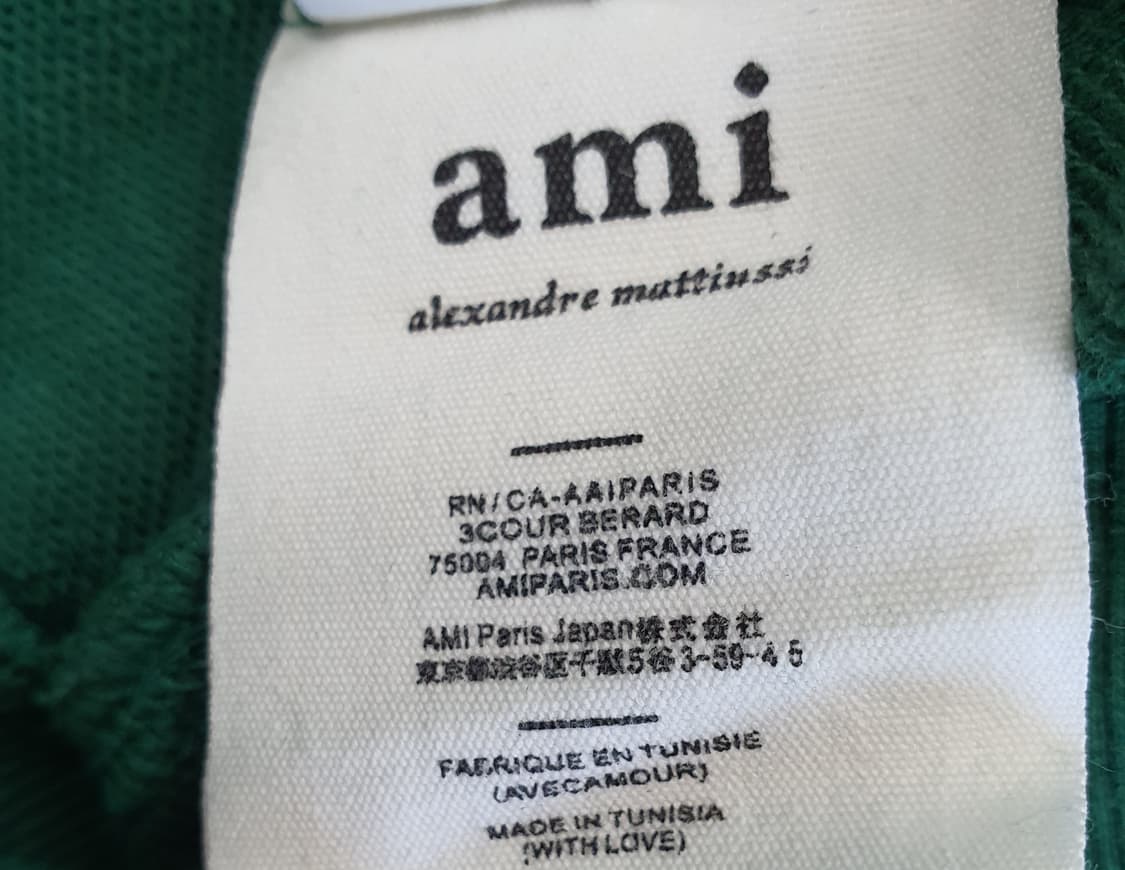 ami
alexandre mattiussi
RN/CA-AAIPARIS
3COUR BERARD
75004 PARIS FRANCE
AMIPARIS.COM
AMI Paris Japan株式会社
東京都渋谷区千駄5谷3-59-45
FABRIQUE EN TUNISIE
(AVECAMOUR)
MADE IN TUNISIA
(WITH LOVE)